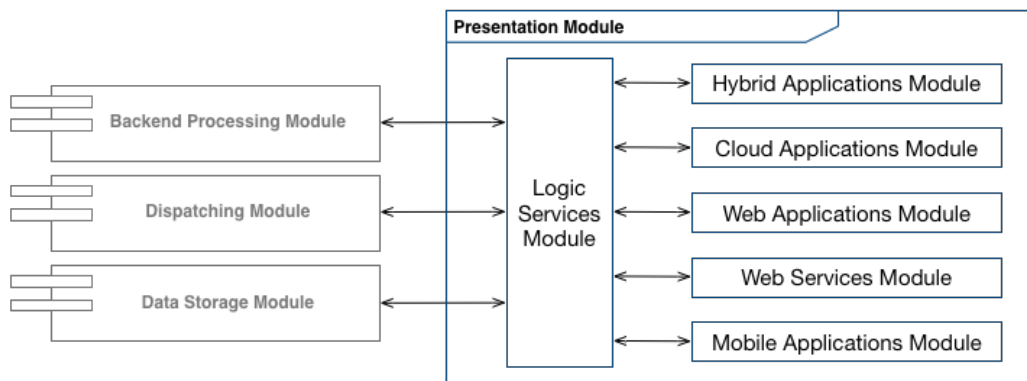 Presentation Module
Backend Processing Module
Dispatching Module
Data Storage Module
Logic
Services
Module
Hybrid Applications Module
Cloud Applications Module
Web Applications Module
Web Services Module
Mobile Applications Module